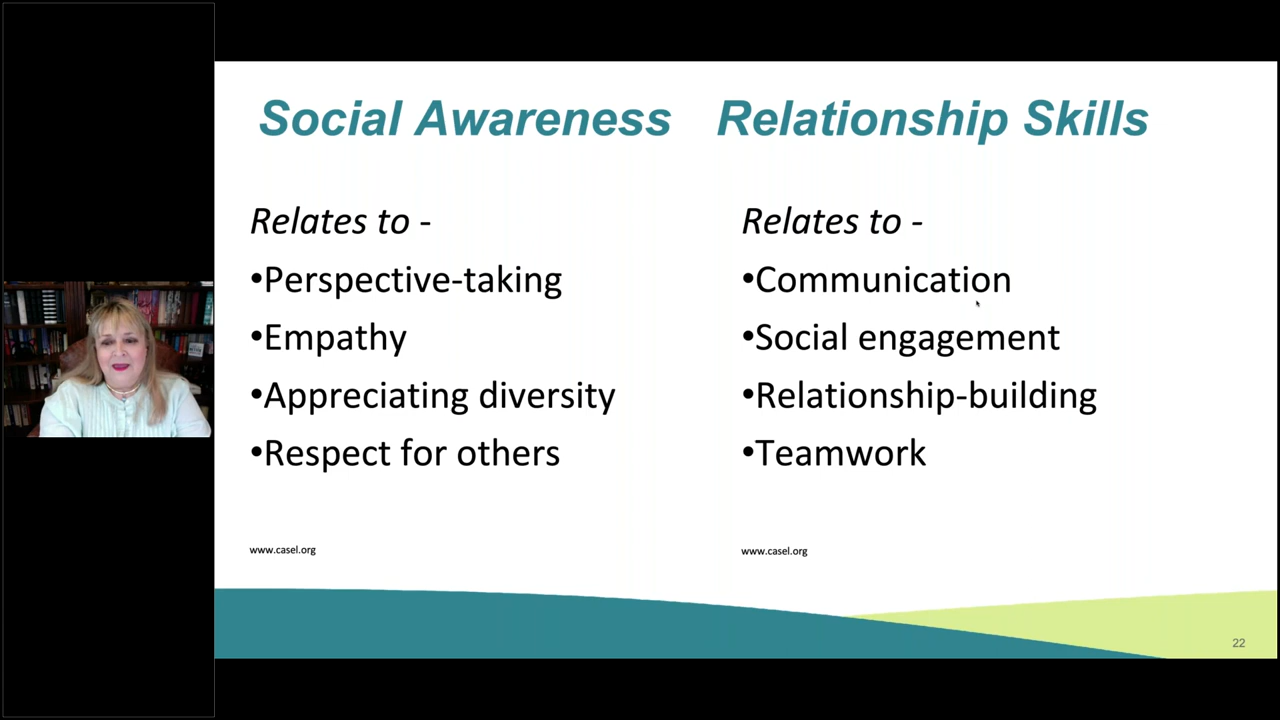 Social Awareness
Relationship Skills
Relates to -
•Perspective-taking
•Empathy
•Appreciating diversity
•Respect for others
www.casel.org
Relates to -
•Communication
•Social engagement
•Relationship-building
•Teamwork
www.casel.org
22